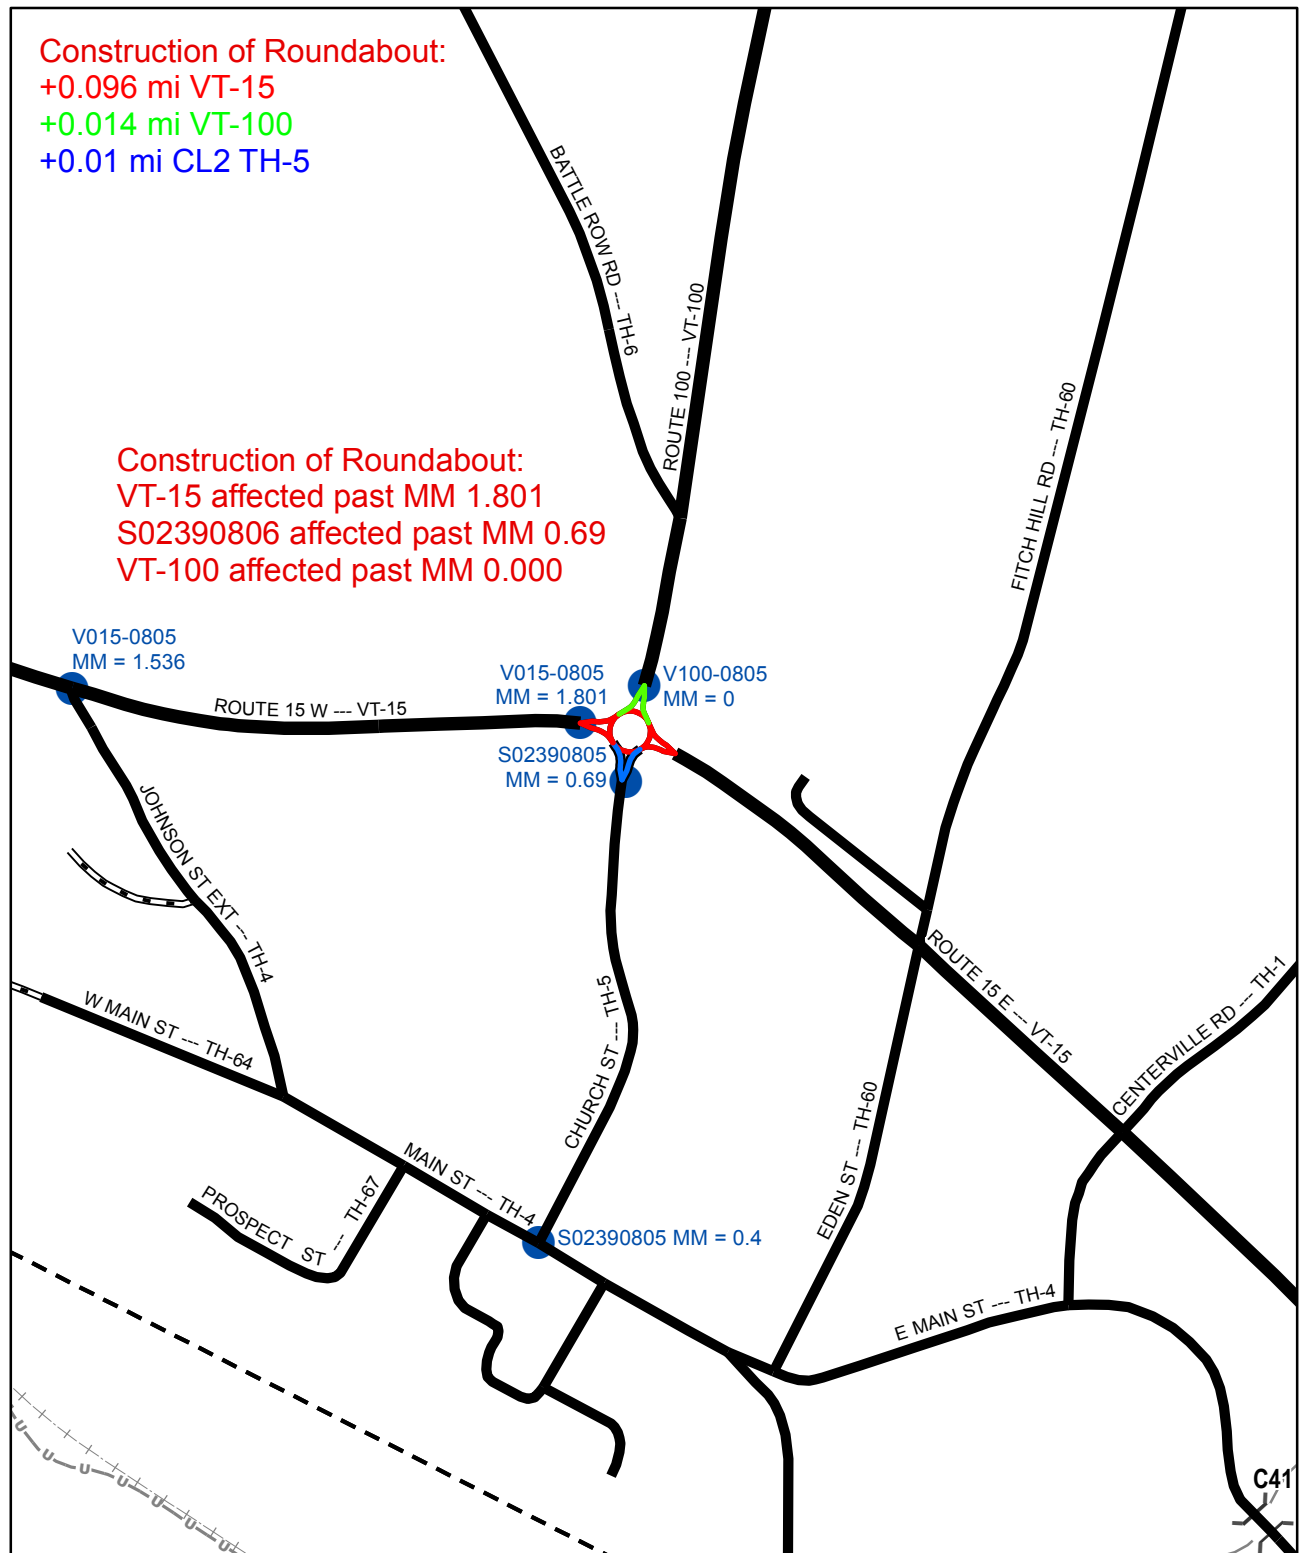 Construction of Roundabout:
+0.096 mi VT-15
+0.014 mi VT-100
+0.01 mi CL2 TH-5
BATTLE ROW RD --- TH-6
ROUTE 100 --- VT-100
FITCH HILL RD --- TH-60
Construction of Roundabout:
VT-15 affected past MM 1.801
S02390806 affected past MM 0.69
VT-100 affected past MM 0.000
V015-0805
MM = 1.536
V015-0805
MM = 1.801
V100-0805
MM = 0
ROUTE 15 W --- VT-15
S02390805
MM = 0.69
JOHNSON ST EXT --- TH-4
W MAIN ST --- TH-64
CHURCH ST --- TH-5
ROUTE 15 E --- VT-15
CENTERVILLE RD --- TH-1
EDEN ST --- TH-60
MAIN ST --- TH-4
PROSPECT ST --- TH-67
S02390805 MM = 0.4
E MAIN ST --- TH-4
C41
U
U
U
U
U
U